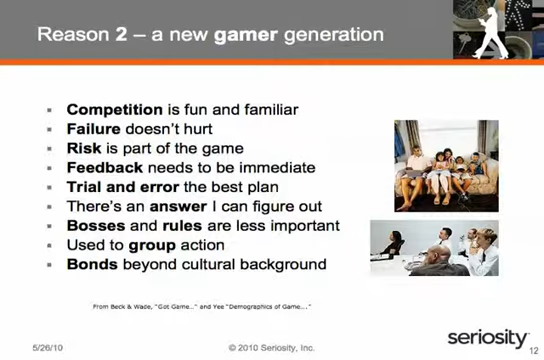 Reason 2 – a new gamer generation
Competition is fun and familiar
Failure doesn't hurt
Risk is part of the game
Feedback needs to be immediate
Trial and error the best plan
There's an answer I can figure out
Bosses and rules are less important
Used to group action
Bonds beyond cultural background
From Beck & Wade, "Got Game..." and Yee "Demographics of Game...."
5/26/10
© 2010 Seriosity, Inc.
seriosity
12